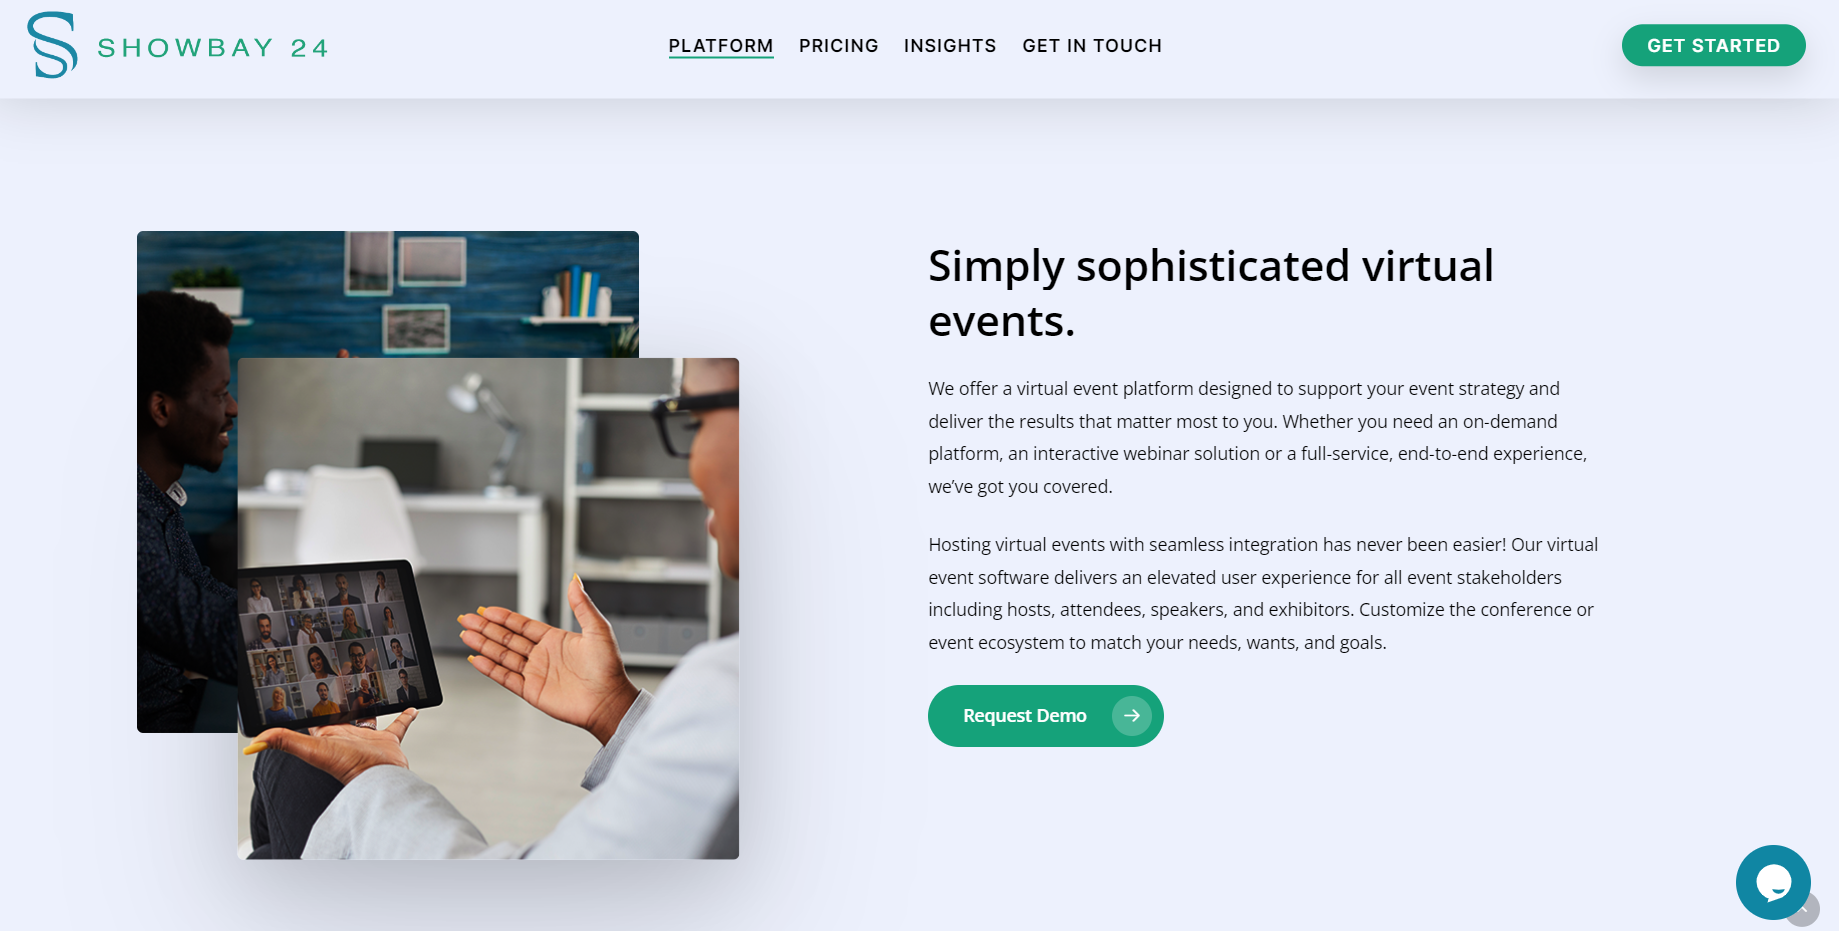 SHOWBAY 24
PLATFORM
PRICING
INSIGHTS
GET IN TOUCH
GET STARTED
Simply sophisticated virtual
events.
We offer a virtual event platform designed to support your event strategy and
deliver the results that matter most to you. Whether you need an on-demand
platform, an interactive webinar solution or a full-service, end-to-end experience,
we’ve got you covered.
Hosting virtual events with seamless integration has never been easier! Our virtual
event software delivers an elevated user experience for all event stakeholders
including hosts, attendees, speakers, and exhibitors. Customize the conference or
event ecosystem to match your needs, wants, and goals.
Request Demo